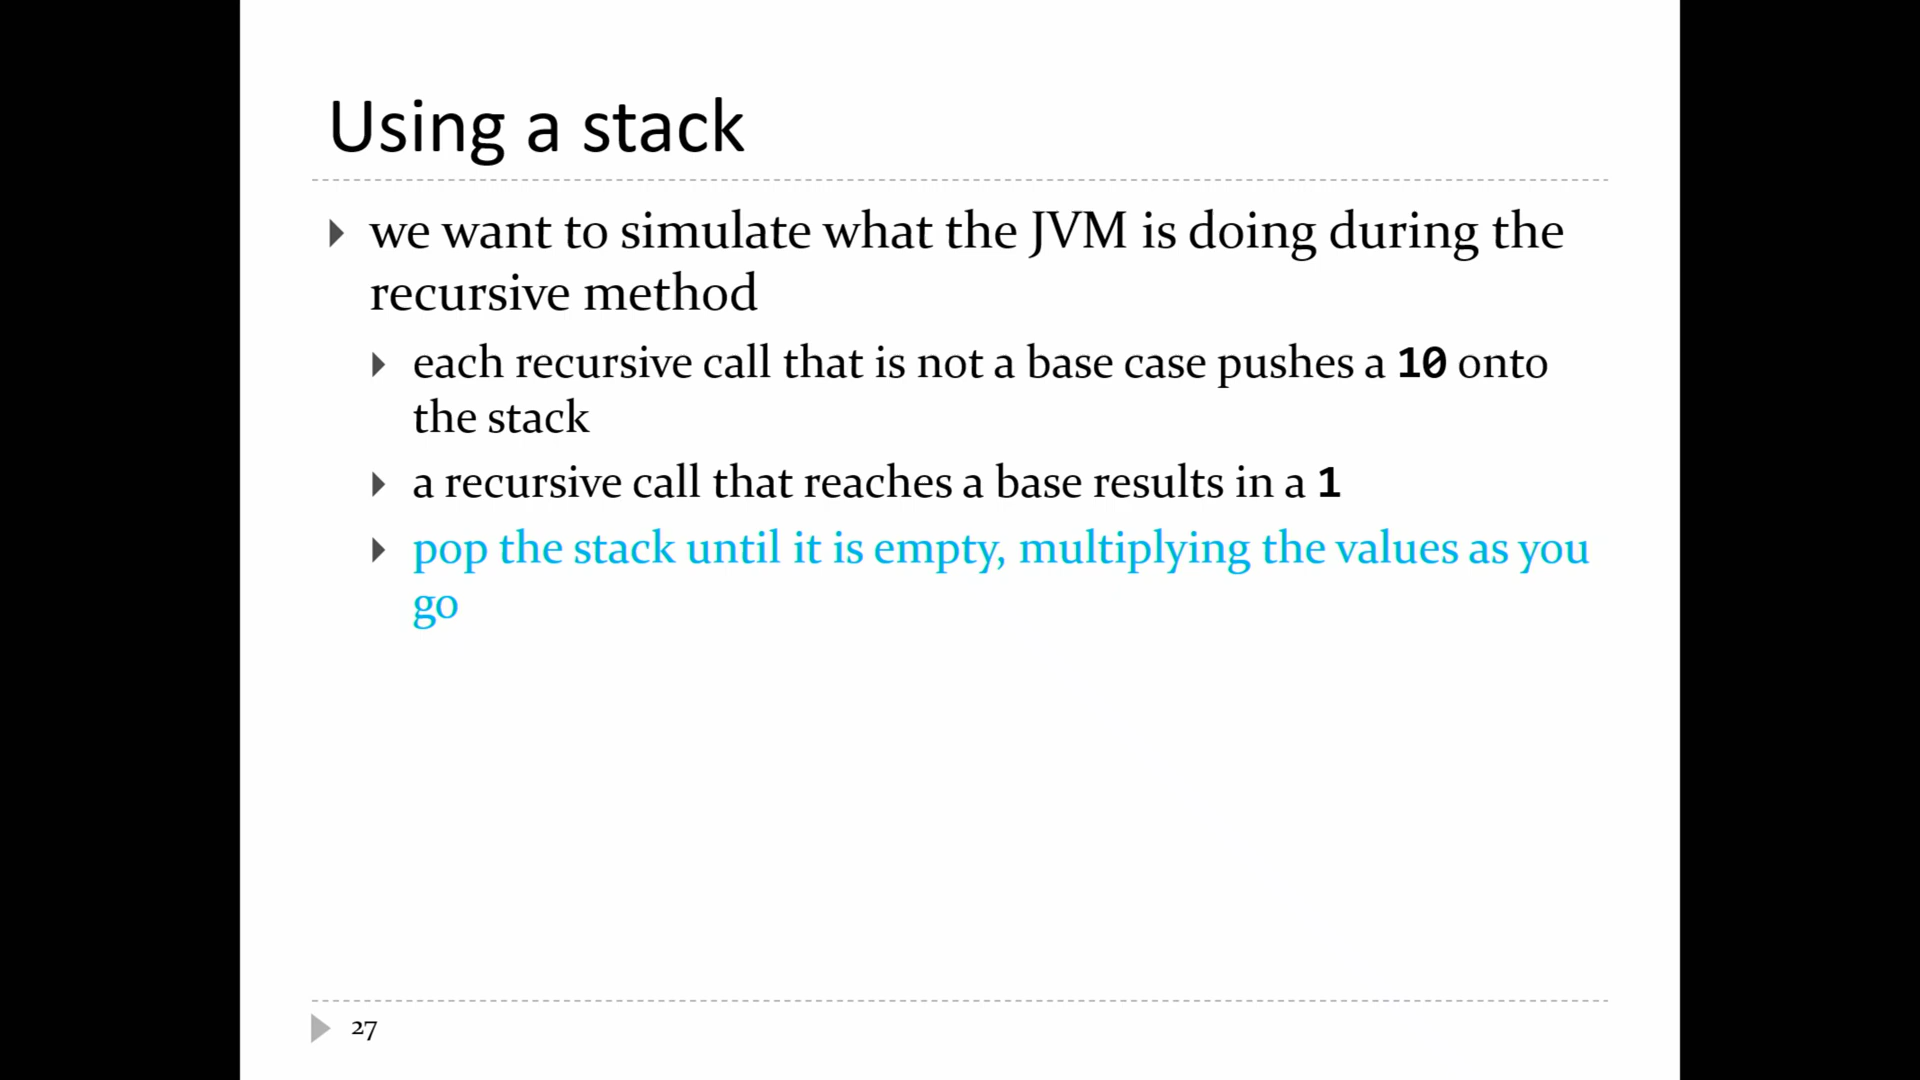 Using a stack
we want to simulate what the JVM is doing during the
recursive method
each recursive call that is not a base case pushes a 10 onto
the stack
a recursive call that reaches a base results in a 1
pop the stack until it is empty, multiplying the values as you
go
27